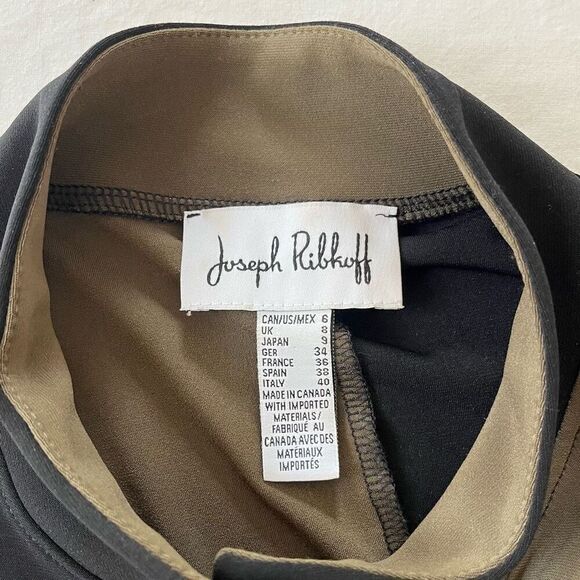 Joseph Ribkoff
CAN/US/MEX 6
UK 8
JAPAN 9
GER 34
FRANCE 36
SPAIN 38
ITALY 40
MADE IN CANADA
WITH IMPORTED
MATERIALS/
FABRIQUÉ AU
CANADA AVEC DES
MATÉRIAUX
IMPORTÉS